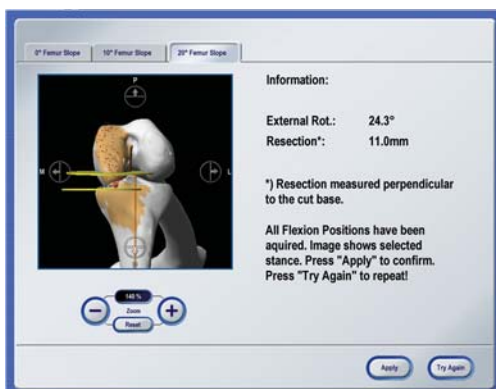 0° Femur Slope
10° Femur Slope
20° Femur Slope
P
M
L
140 %
Zoom
Reset
Information:
External Rot.: 24.3°
Resection*: 11.0mm
*) Resection measured perpendicular
to the cut base.
All Flexion Positions have been
aquired. Image shows selected
stance. Press "Apply" to confirm.
Press "Try Again" to repeat!
Apply
Try Again